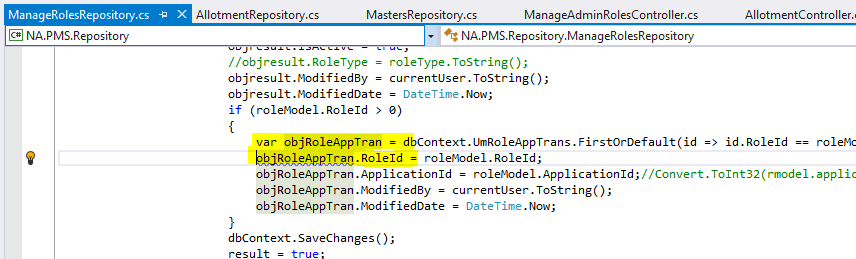 ManageRolesRepository.cs AllotmentRepository.cs MastersRepository.cs ManageAdminRolesController.cs AllotmentController.c
C# NA.PMS.Repository NA.PMS.Repository.ManageRolesRepository
objresult.IsActive = true;
//objresult.RoleType = roleType.ToString();
objresult.ModifiedBy = currentUser.ToString();
objresult.ModifiedDate = DateTime.Now;
if (roleModel.RoleId > 0)
{
var objRoleAppTran = dbContext.UmRoleAppTrans.FirstOrDefault(id => id.RoleId == roleMo
objRoleAppTran.RoleId = roleModel.RoleId;
objRoleAppTran.ApplicationId = roleModel.ApplicationId;//Convert.ToInt32(rmodel.applica
objRoleAppTran.ModifiedBy = currentUser.ToString();
objRoleAppTran.ModifiedDate = DateTime.Now;
}
dbContext.SaveChanges();
result = true;